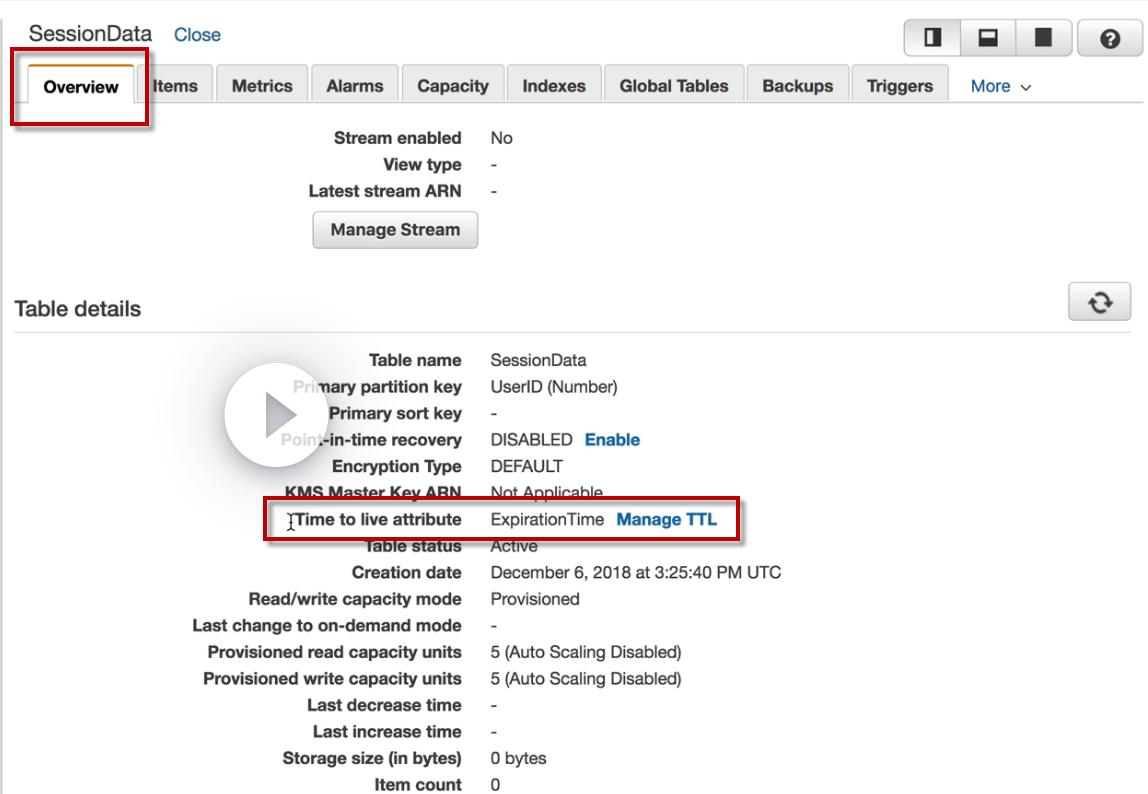 SessionData Close
Overview Items Metrics Alarms Capacity Indexes Global Tables Backups Triggers More
Stream enabled No
View type -
Latest stream ARN -
Manage Stream
Table details
Table name SessionData
Primary partition key UserID (Number)
Primary sort key -
Point-in-time recovery DISABLED Enable
Encryption Type DEFAULT
KMS Master Key ARN Not Applicable
Time to live attribute ExpirationTime Manage TTL
Table status Active
Creation date December 6, 2018 at 3:25:40 PM UTC
Read/write capacity mode Provisioned
Last change to on-demand mode -
Provisioned read capacity units 5 (Auto Scaling Disabled)
Provisioned write capacity units 5 (Auto Scaling Disabled)
Last decrease time -
Last increase time -
Storage size (in bytes) 0 bytes
Item count 0